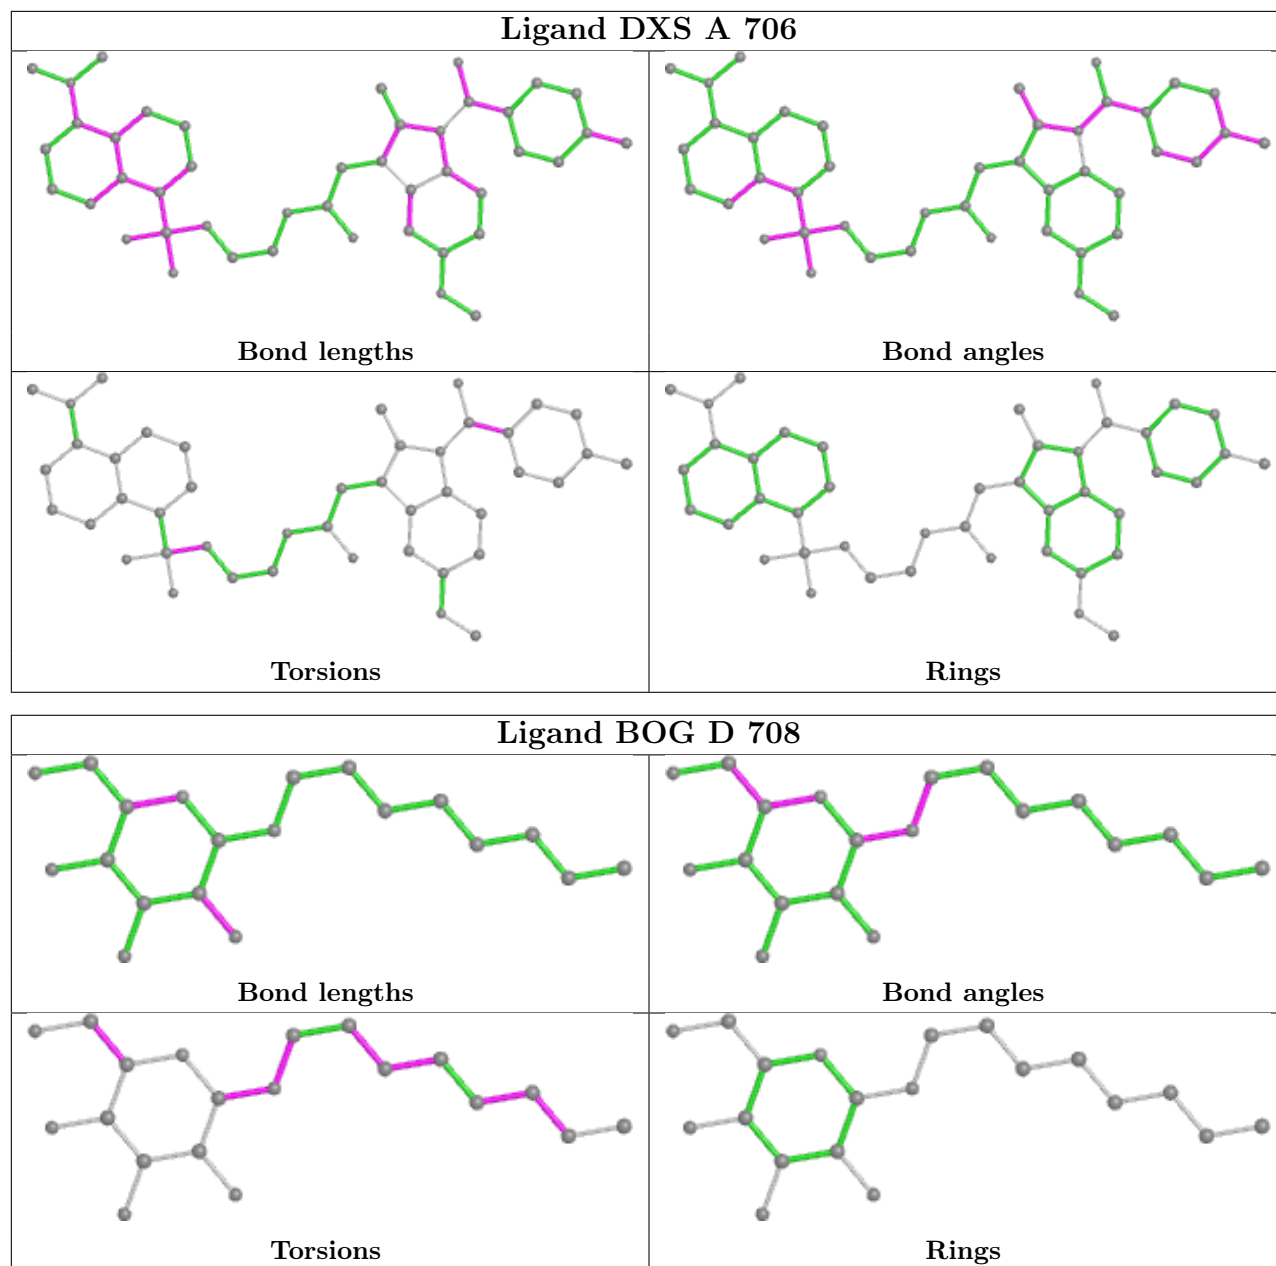 Ligand DXS A 706
Bond lengths
Bond angles
Torsions
Rings
Ligand BOG D 708
Bond lengths
Bond angles
Torsions
Rings